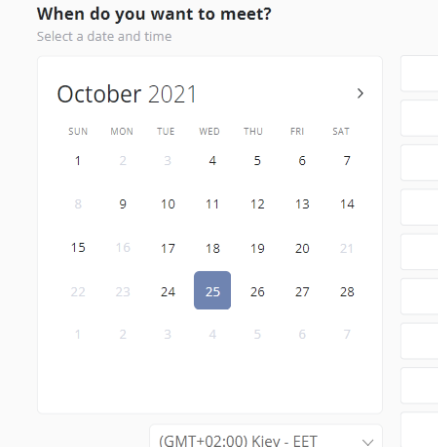 When do you want to meet?
Select a date and time
October 2021
SUN MON TUE WED THU FRI SAT
1 2 3 4 5 6 7
8 9 10 11 12 13 14
15 16 17 18 19 20 21
22 23 24 25 26 27 28
1 2 3 4 5 6 7
(GMT+02:00) Kiev - EET